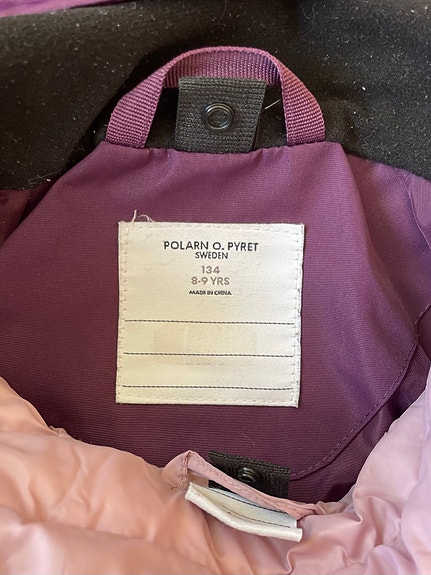 POLARN O. PYRET
SWEDEN
134
8-9 YRS
MADE IN CHINA